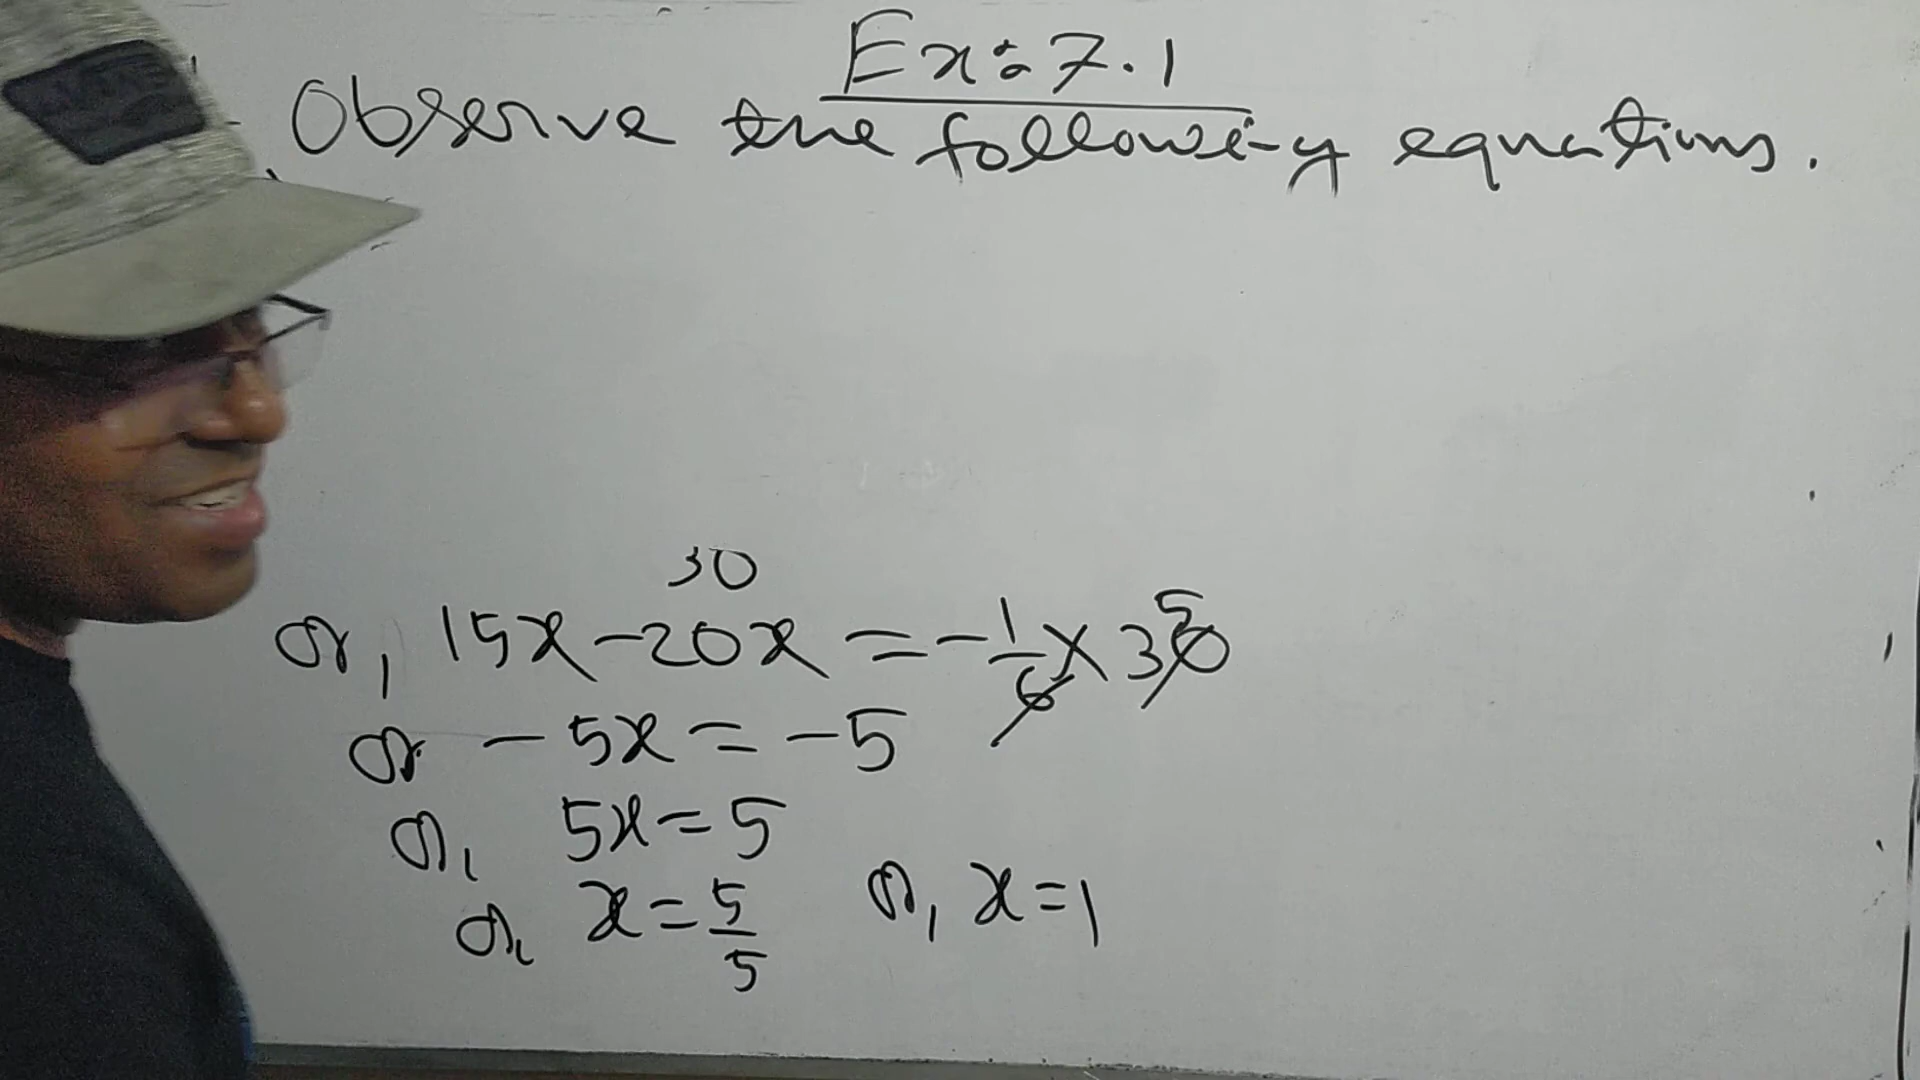 Ex: 7.1
Observe the following equations.
30
or, 15x - 20x = - 1/6 x 30 5
or - 5x = - 5
or, 5x = 5
or x = 5/5 or, x = 1